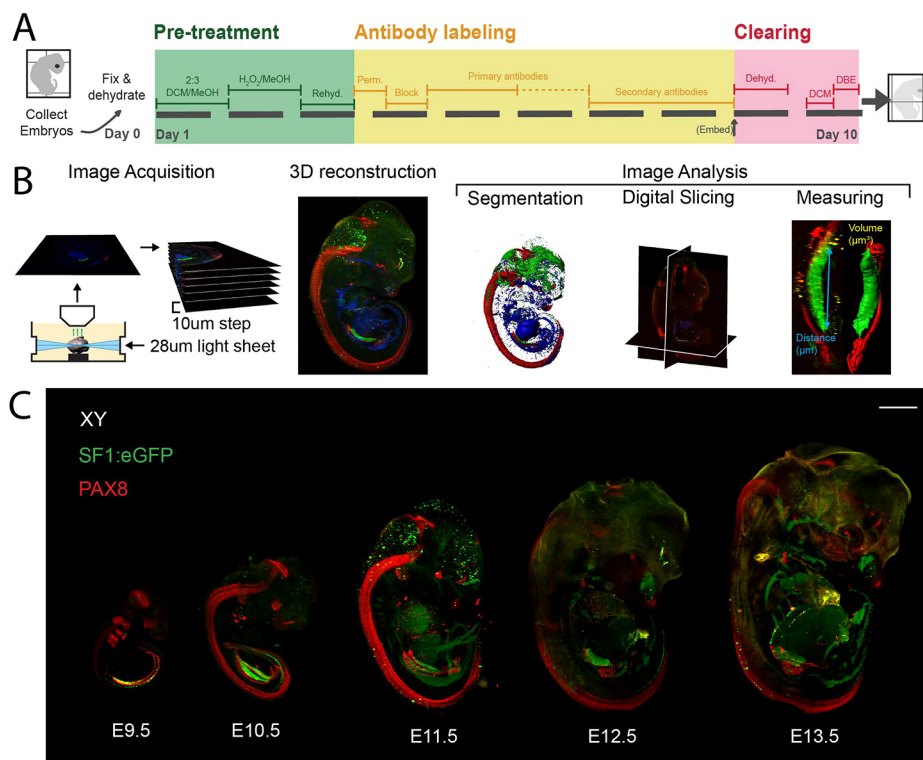 A
Pre-treatment
Antibody labeling
Clearing
Collect
Embryos
Fix &
dehydrate
Day 0
2:3
DCM/MeOH
H₂O₂/MeOH
Rehyd.
Perm.
Block
Primary antibodies
Secondary antibodies
Dehyd.
DCM
DBE
Day 1
(Embed)
Day 10
B
Image Acquisition
3D reconstruction
Image Analysis
Segmentation
Digital Slicing
Measuring
10um step
28um light sheet
Volume
(µm³)
Distance
(µm)
C
XY
SF1:eGFP
PAX8
E9.5
E10.5
E11.5
E12.5
E13.5